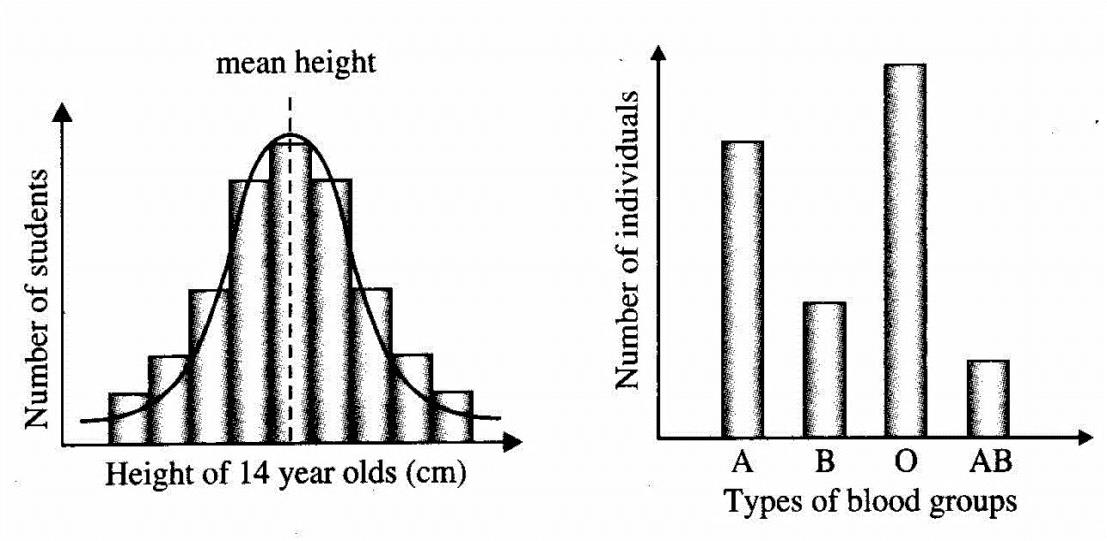 mean height
Number of students
Height of 14 year olds (cm)
Number of individuals
A B O AB
Types of blood groups